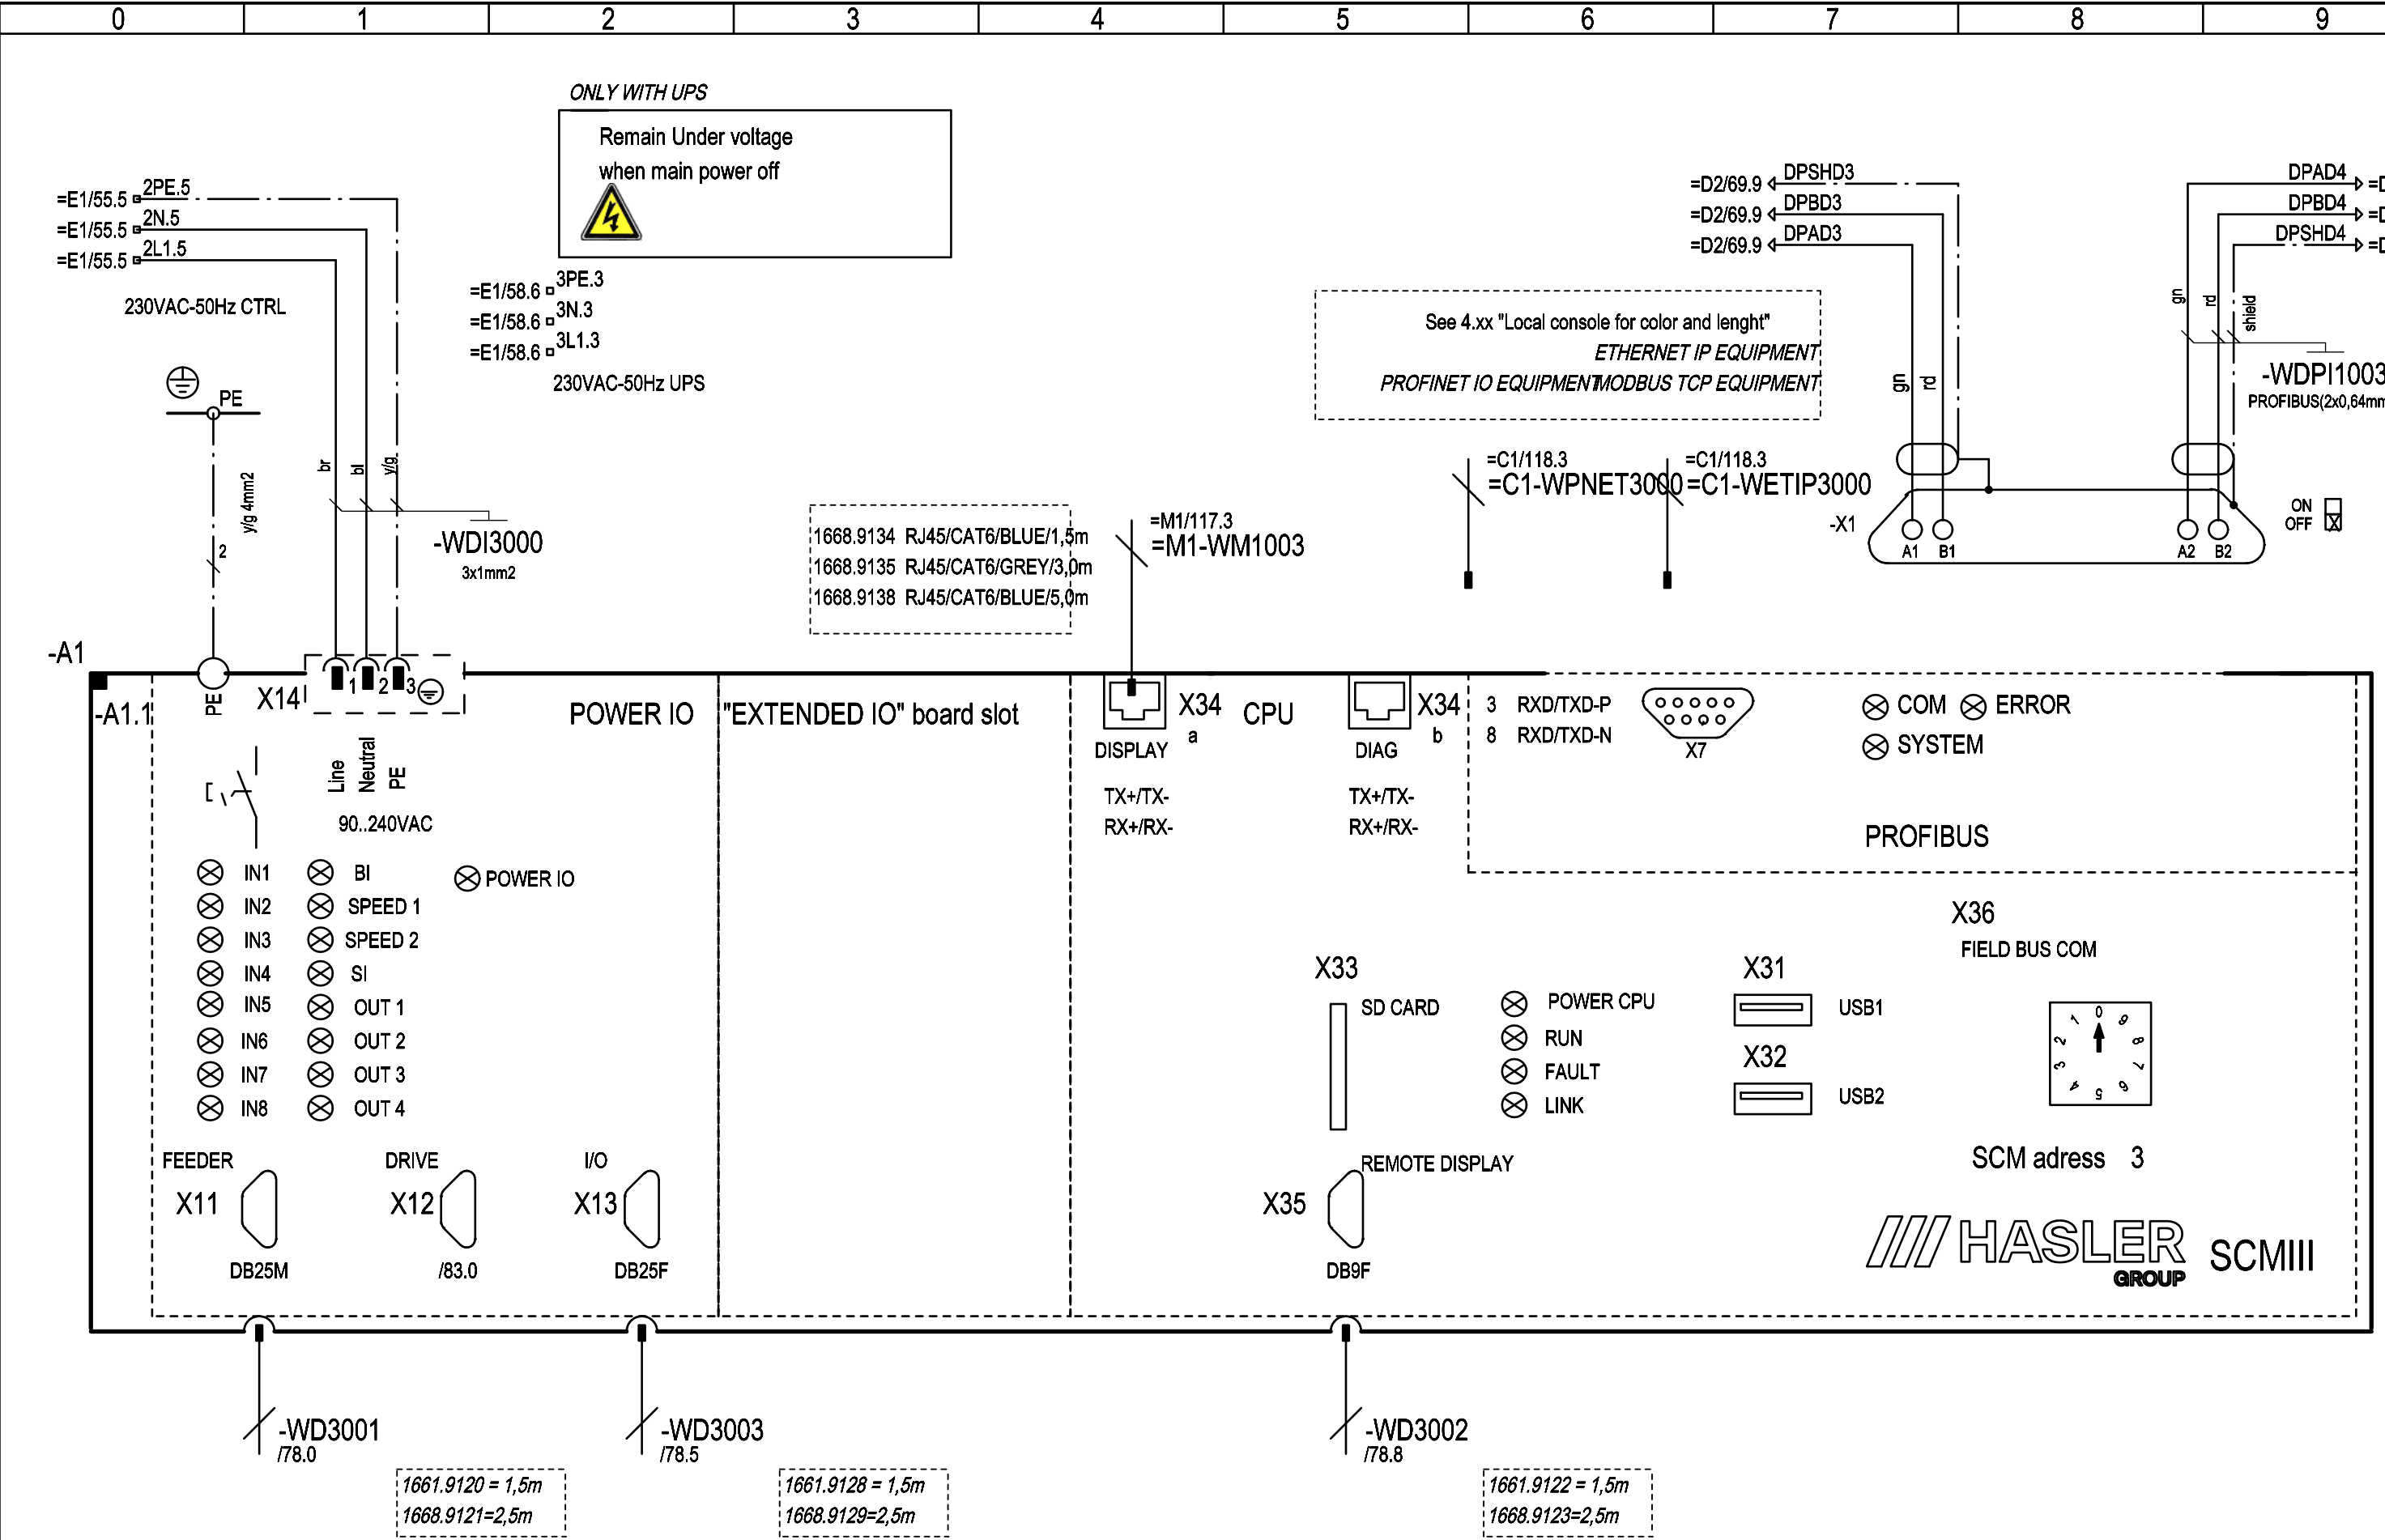 0 1 2 3 4 5 6 7 8 9
ONLY WITH UPS
Remain Under voltage
when main power off
=E1/55.5 2PE.5
=E1/55.5 2N.5
=E1/55.5 2L1.5
230VAC-50Hz CTRL
=E1/58.6 3PE.3
=E1/58.6 3N.3
=E1/58.6 3L1.3
230VAC-50Hz UPS
=D2/69.9 DPSHD3
=D2/69.9 DPBD3
=D2/69.9 DPAD3
DPAD4
DPBD4
DPSHD4
See 4.xx "Local console for color and lenght"
ETHERNET IP EQUIPMENT
PROFINET IO EQUIPMENT MODBUS TCP EQUIPMENT
gn rd shield
gn rd
-WDPI1003
PROFIBUS(2x0,64mm
PE
y/g 4mm2
2
br bl y/g
-WDI3000
3x1mm2
1668.9134 RJ45/CAT6/BLUE/1,5m
1668.9135 RJ45/CAT6/GREY/3,0m
1668.9138 RJ45/CAT6/BLUE/5,0m
=M1/117.3
=M1-WM1003
=C1/118.3
=C1-WPNET3000
=C1/118.3
=C1-WETIP3000
-X1
A1 B1 A2 B2
ON
OFF
-A1
-A1.1
PE
X14
1 2 3
POWER IO
"EXTENDED IO" board slot
X34
a
DISPLAY
CPU
X34
b
DIAG
TX+/TX-
RX+/RX-
TX+/TX-
RX+/RX-
3 RXD/TXD-P
8 RXD/TXD-N
X7
COM ERROR
SYSTEM
PROFIBUS
Line Neutral PE
90..240VAC
IN1 BI POWER IO
IN2 SPEED 1
IN3 SPEED 2
IN4 SI
IN5 OUT 1
IN6 OUT 2
IN7 OUT 3
IN8 OUT 4
X33
SD CARD
POWER CPU
RUN
FAULT
LINK
X31
USB1
X32
USB2
X36
FIELD BUS COM
0 1 2 3 4 5 6 7 8 9
SCM adress 3
FEEDER
X11
DB25M
DRIVE
X12
/83.0
I/O
X13
DB25F
REMOTE DISPLAY
X35
DB9F
HASLER
GROUP
SCMIII
-WD3001
/78.0
-WD3003
/78.5
-WD3002
/78.8
1661.9120 = 1,5m
1668.9121=2,5m
1661.9128 = 1,5m
1668.9129=2,5m
1661.9122 = 1,5m
1668.9123=2,5m